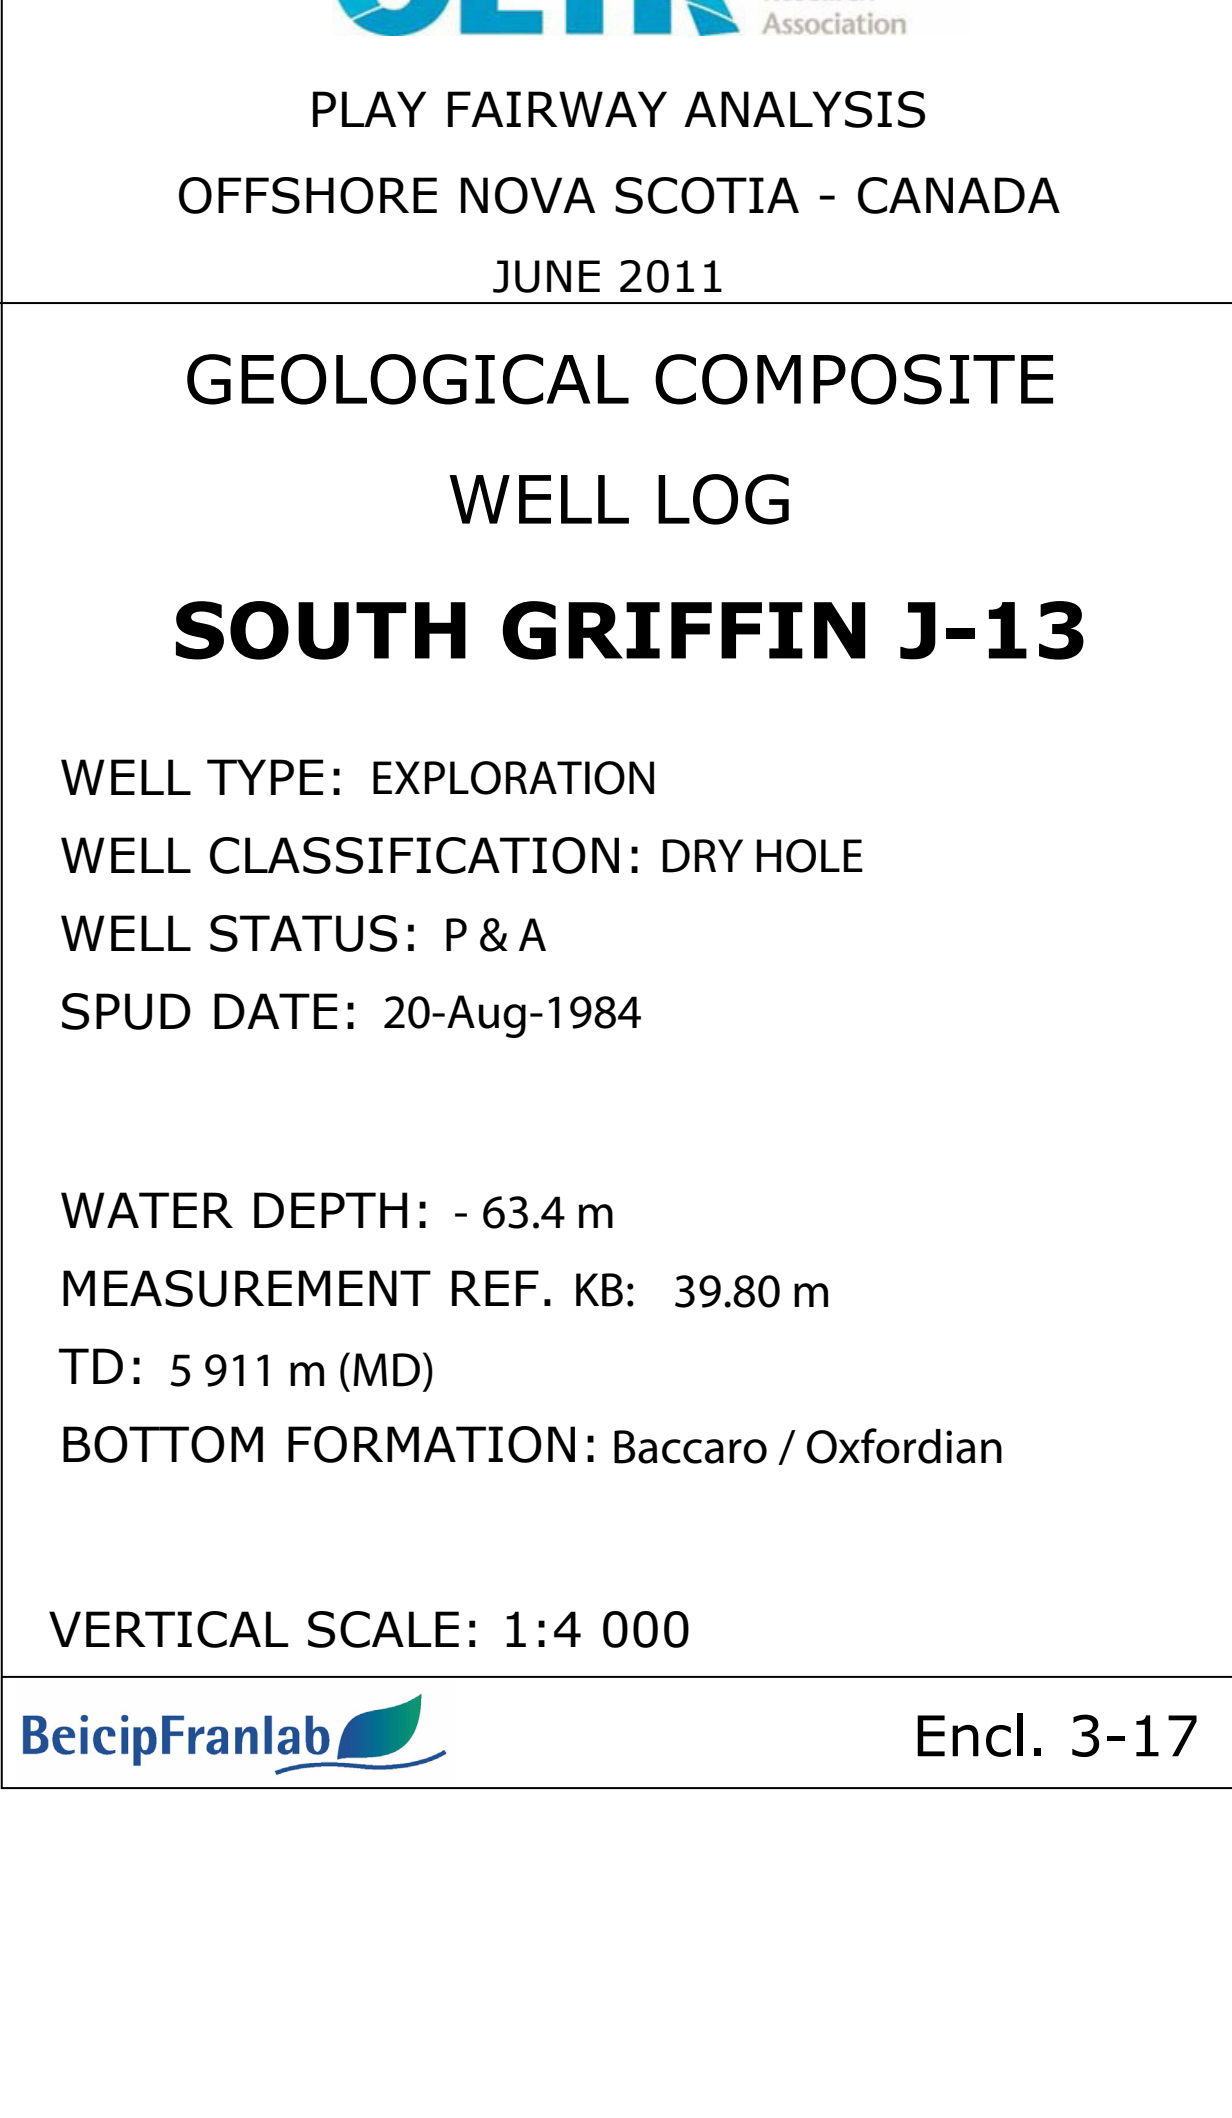 Association
PLAY FAIRWAY ANALYSIS
OFFSHORE NOVA SCOTIA - CANADA
JUNE 2011
GEOLOGICAL COMPOSITE
WELL LOG
SOUTH GRIFFIN J-13
WELL TYPE: EXPLORATION
WELL CLASSIFICATION: DRY HOLE
WELL STATUS: P & A
SPUD DATE: 20-Aug-1984
WATER DEPTH: - 63.4 m
MEASUREMENT REF. KB: 39.80 m
TD: 5 911 m (MD)
BOTTOM FORMATION: Baccaro / Oxfordian
VERTICAL SCALE: 1:4 000
BeicipFranlab
Encl. 3-17